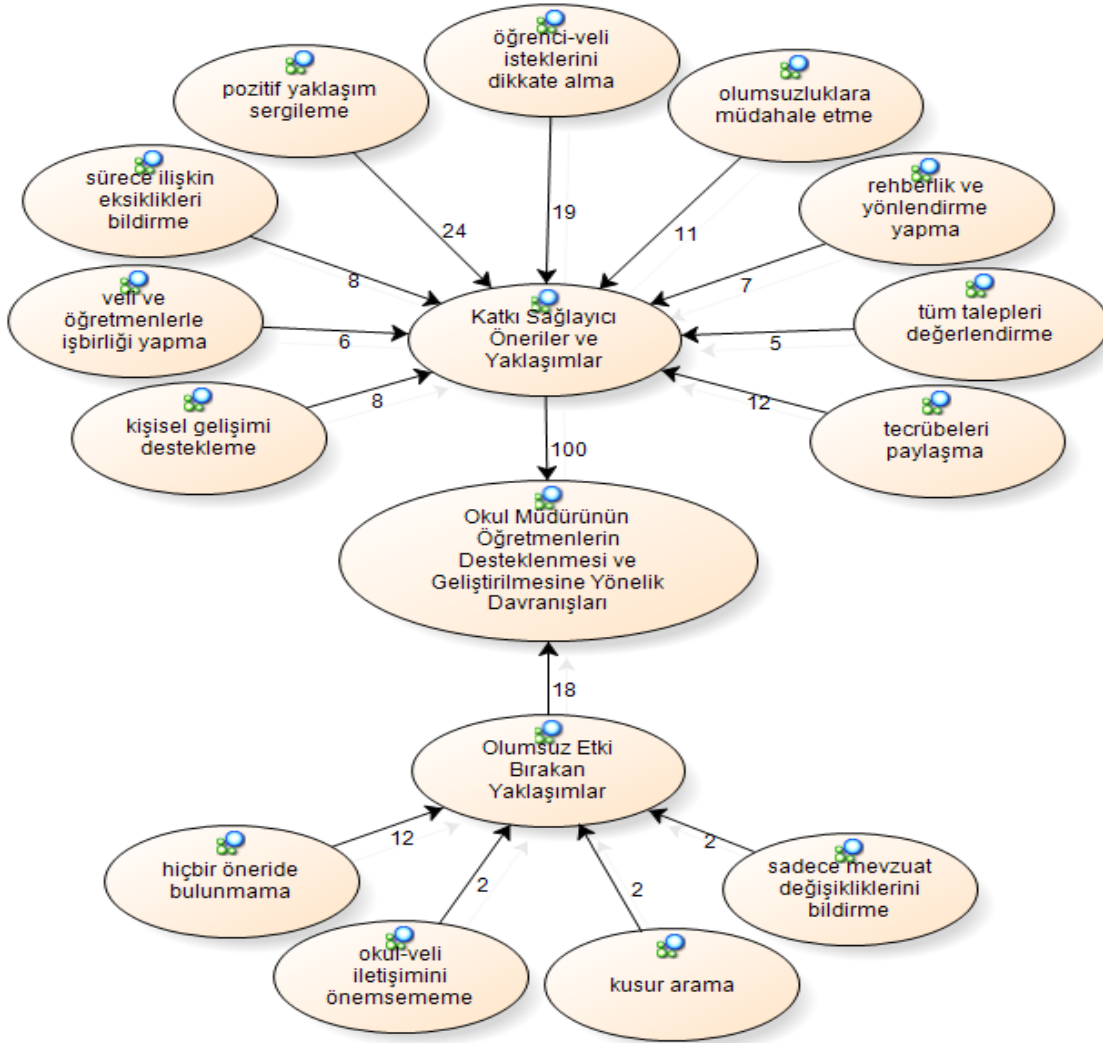 öğrenci-veli
isteklerini
dikkate alma
pozitif yaklaşım
sergileme
olumsuzluklara
müdahale etme
sürece ilişkin
eksiklikleri
bildirme
rehberlik ve
yönlendirme
yapma
24
19
11
8
7
veli ve
öğretmenlerle
işbirliği yapma
6
Katkı Sağlayıcı
Öneriler ve
Yaklaşımlar
5
tüm talepleri
değerlendirme
kişisel gelişimi
destekleme
8
12
tecrübeleri
paylaşma
100
Okul Müdürünün
Öğretmenlerin
Desteklenmesi ve
Geliştirilmesine Yönelik
Davranışları
18
Olumsuz Etki
Bırakan
Yaklaşımlar
12
2
2
2
hiçbir öneride
bulunmama
okul-veli
iletişimini
önemsememe
kusur arama
sadece mevzuat
değişikliklerini
bildirme